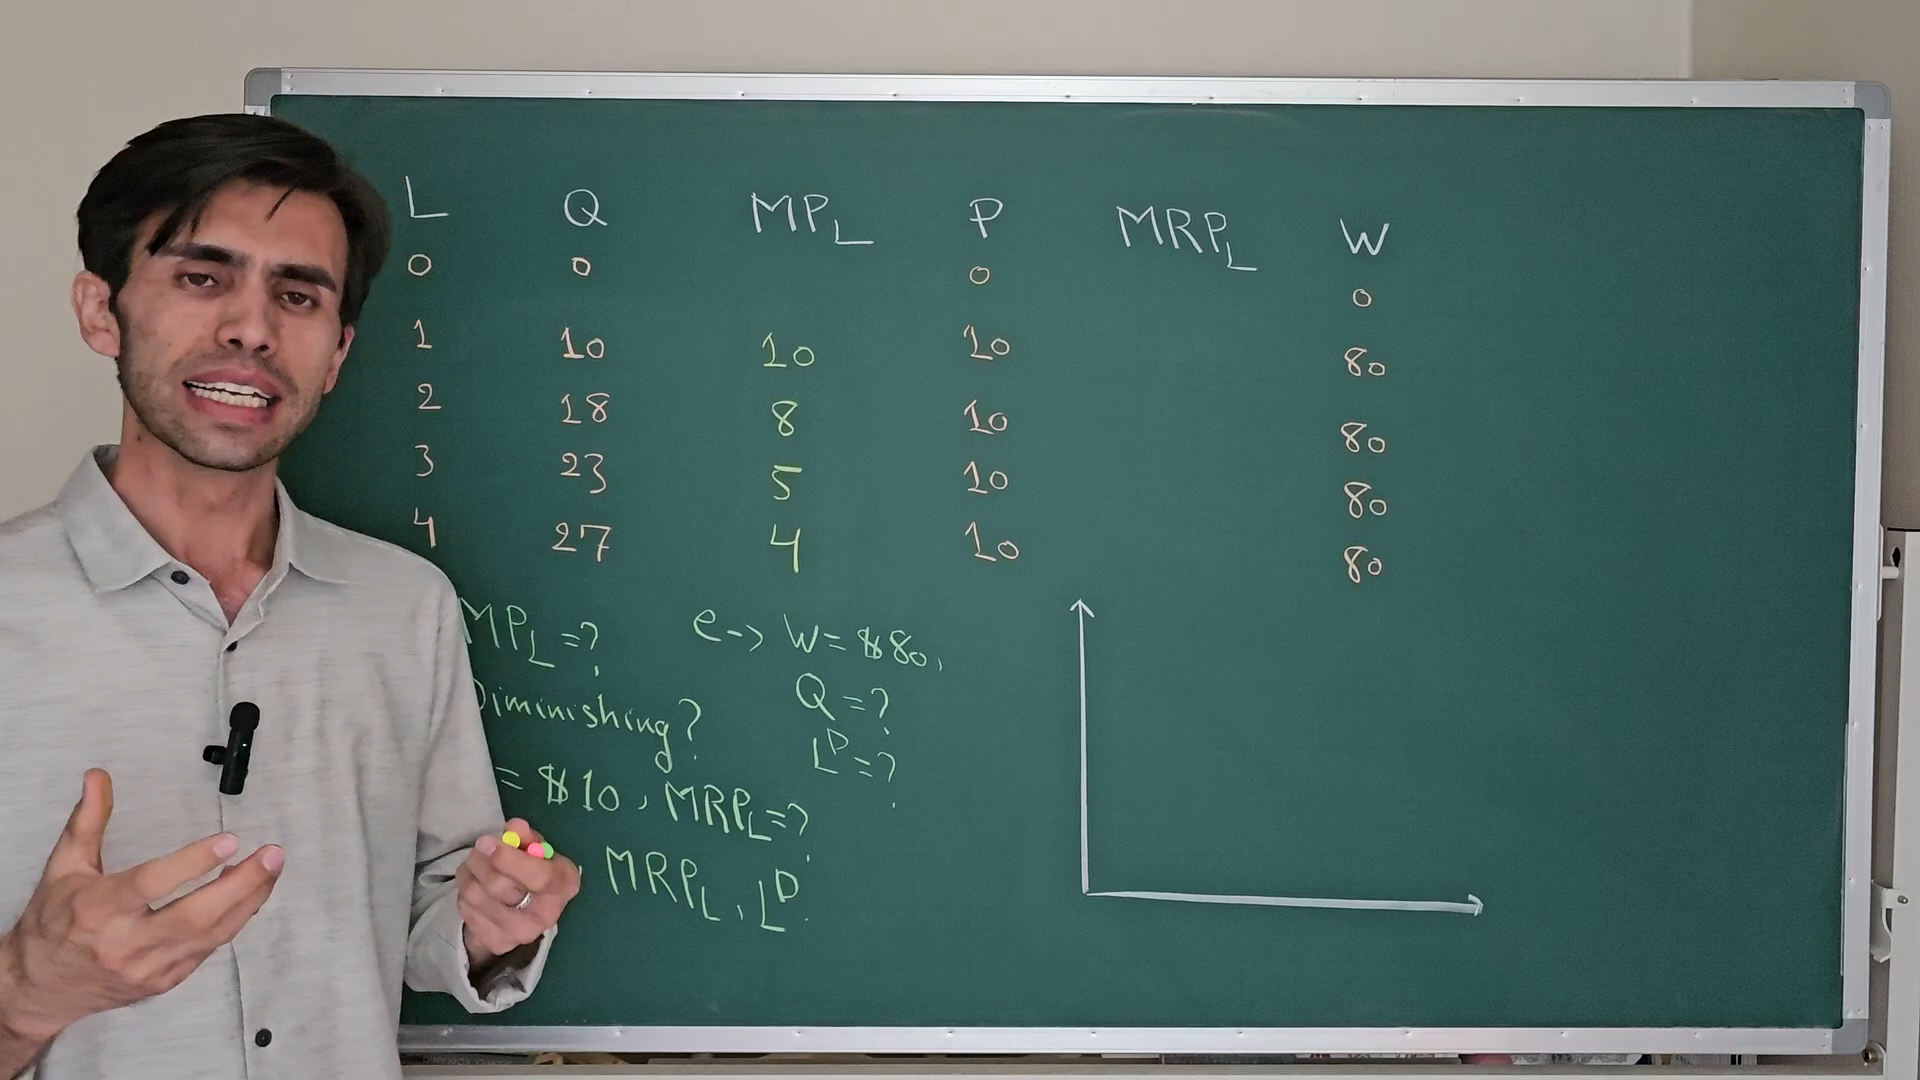 L Q MPL P MRPL W
0 0 0 0
1 10 10 10 80
2 18 8 10 80
3 23 5 10 80
4 27 4 10 80
MPL=?
Diminishing?
= $10, MRPL=?
, MRPL, LD
e-> W= $80,
Q=?
LD=?